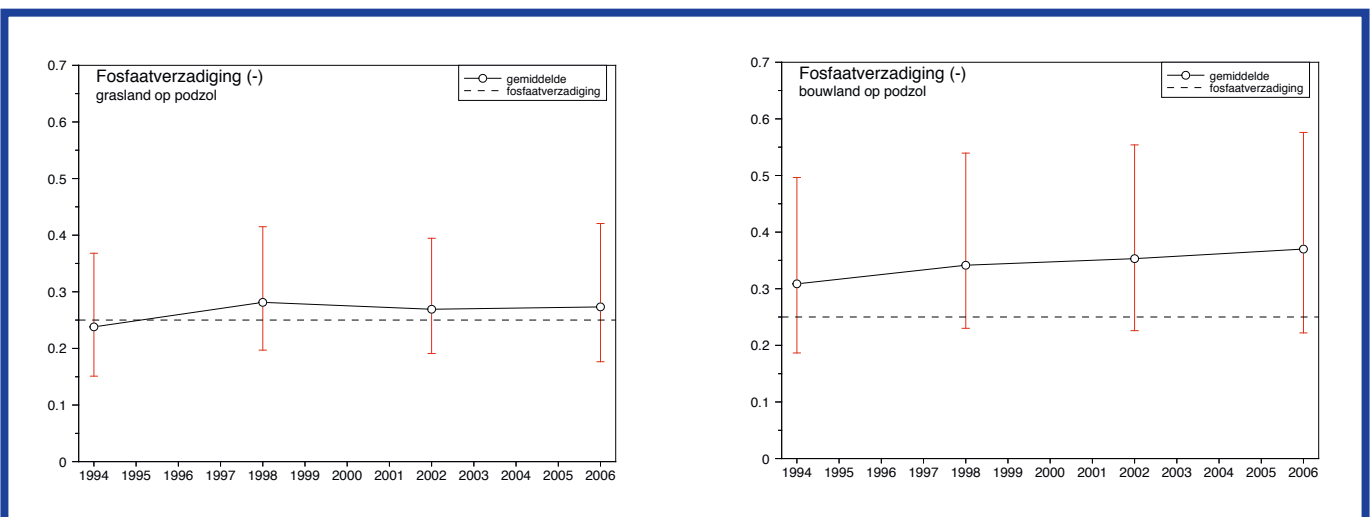 Fosfaatverzadiging (-)
grasland op podzol
gemiddelde
fosfaatverzadiging
0.7
0.6
0.5
0.4
0.3
0.2
0.1
0
1994 1995 1996 1997 1998 1999 2000 2001 2002 2003 2004 2005 2006
Fosfaatverzadiging (-)
bouwland op podzol
gemiddelde
fosfaatverzadiging
0.7
0.6
0.5
0.4
0.3
0.2
0.1
0
1994 1995 1996 1997 1998 1999 2000 2001 2002 2003 2004 2005 2006